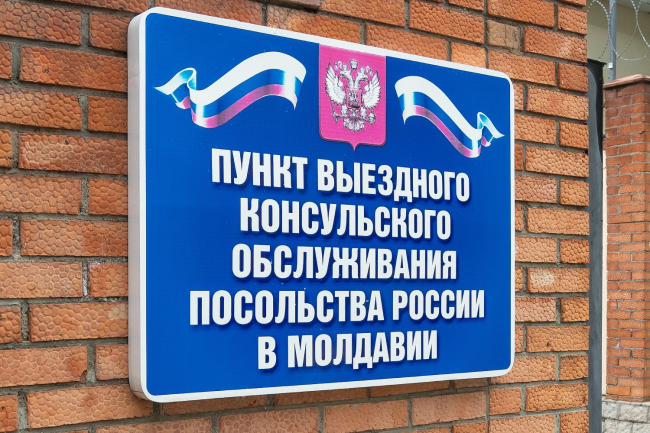 ПУНКТ ВЫЕЗДНОГО
КОНСУЛЬСКОГО
ОБСЛУЖИВАНИЯ
ПОСОЛЬСТВА РОССИИ
В МОЛДАВИИ